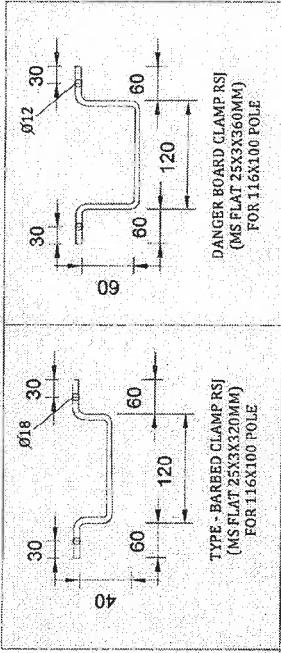 30
Ø18
30
40
60
120
60
TYPE - BARBED CLAMP RSJ
(MS FLAT 25X3X320MM)
FOR 116X100 POLE
30
Ø12
30
60
60
120
60
DANGER BOARD CLAMP RSJ
(MS FLAT 25X3X360MM)
FOR 116X100 POLE